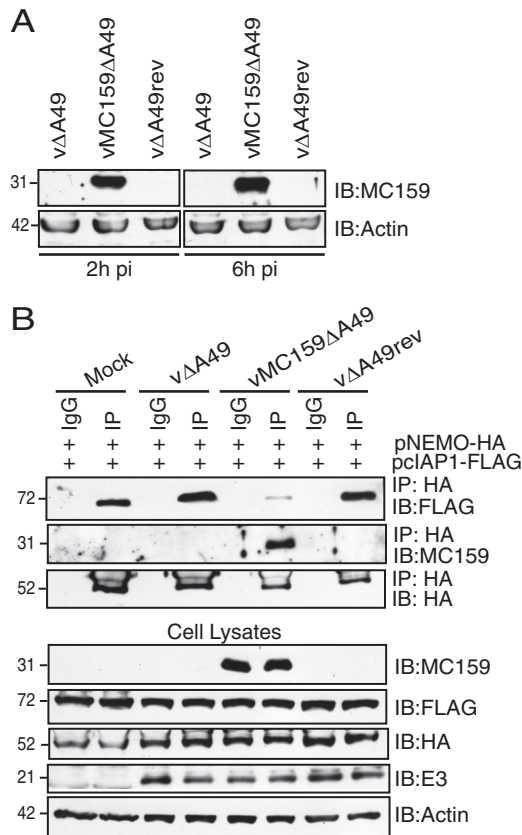 A
vΔA49
vMC159ΔA49
vΔA49rev
vΔA49
vMC159ΔA49
vΔA49rev
31
IB:MC159
42
IB:Actin
2h pi
6h pi
B
Mock
vΔA49
vMC159ΔA49
vΔA49rev
IgG
IP
IgG
IP
IgG
IP
IgG
IP
+ + + + + + + + pNEMO-HA
+ + + + + + + + pcIAP1-FLAG
72
IP: HA
IB:FLAG
31
IP: HA
IB:MC159
52
IP: HA
IB: HA
Cell Lysates
31
IB:MC159
72
IB:FLAG
52
IB:HA
21
IB:E3
42
IB:Actin